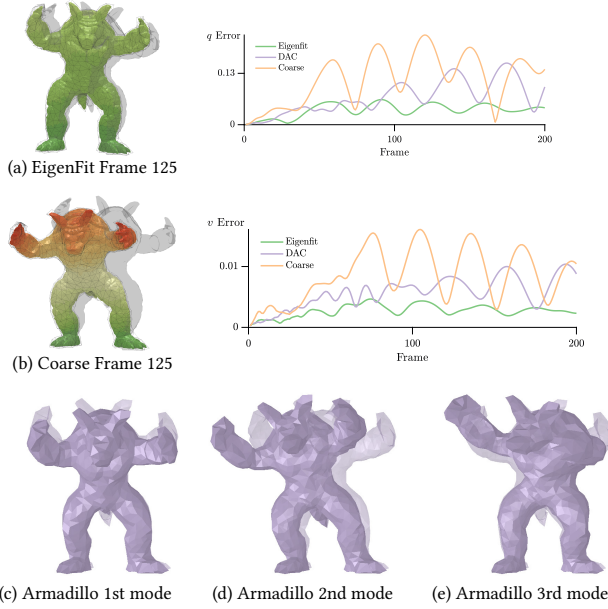 (a) EigenFit Frame 125
q Error
Eigenfit
DAC
Coarse
0.13
0
0
100
200
Frame
(b) Coarse Frame 125
v Error
Eigenfit
DAC
Coarse
0.01
0
0
100
200
Frame
(c) Armadillo 1st mode
(d) Armadillo 2nd mode
(e) Armadillo 3rd mode